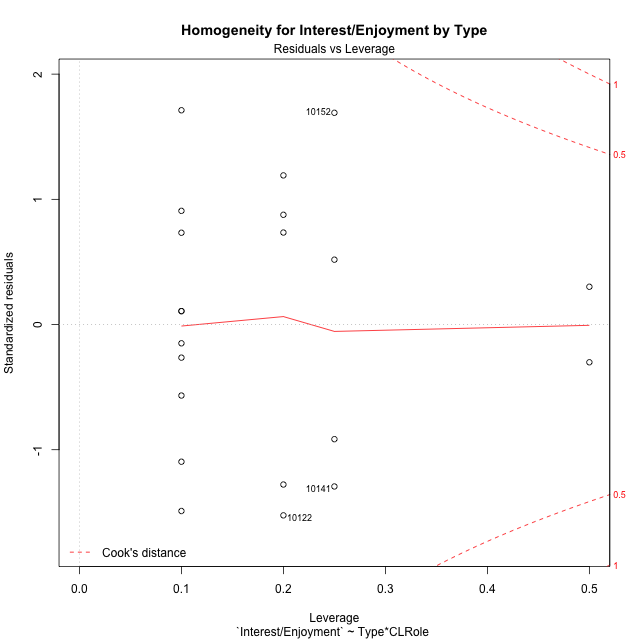 Homogeneity for Interest/Enjoyment by Type
Residuals vs Leverage
2
1
0
-1
Standardized residuals
10152
10141
10122
1
0.5
0.5
1
Cook's distance
0.0
0.1
0.2
0.3
0.4
0.5
Leverage
`Interest/Enjoyment` ~ Type*CLRole